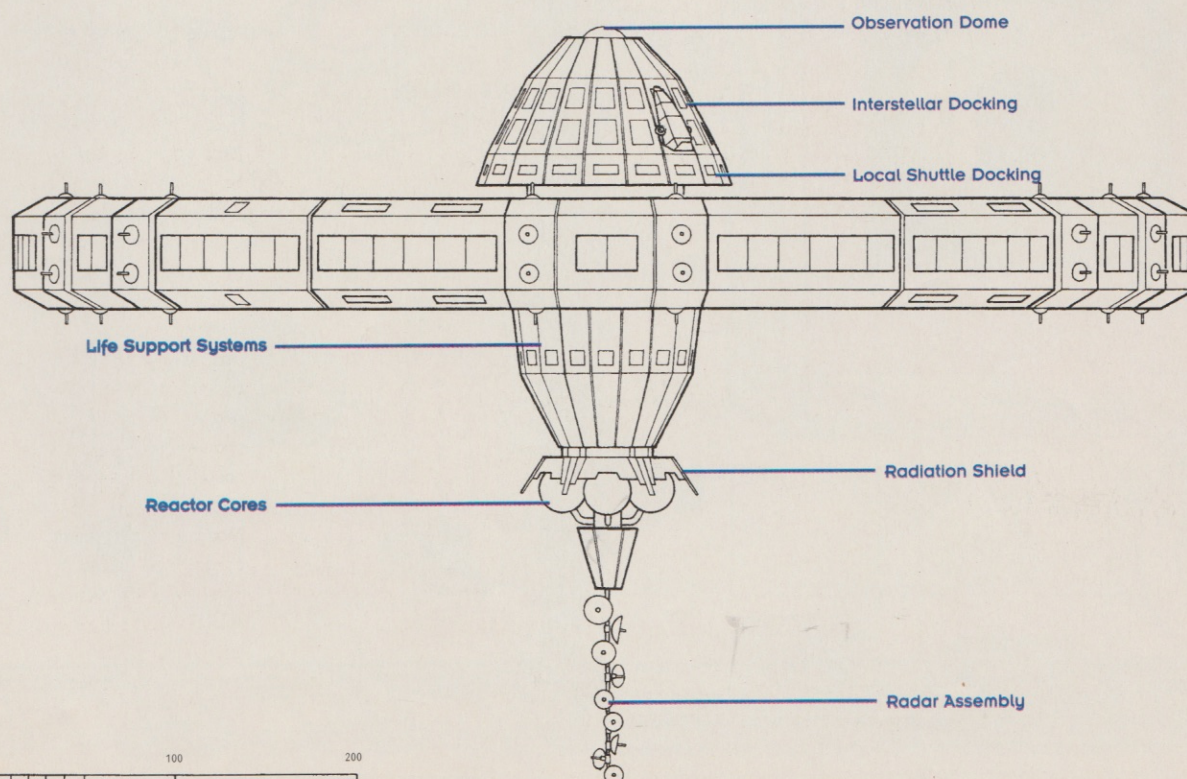 Observation Dome
Interstellar Docking
Local Shuttle Docking
Life Support Systems
Radiation Shield
Reactor Cores
Radar Assembly
100 200